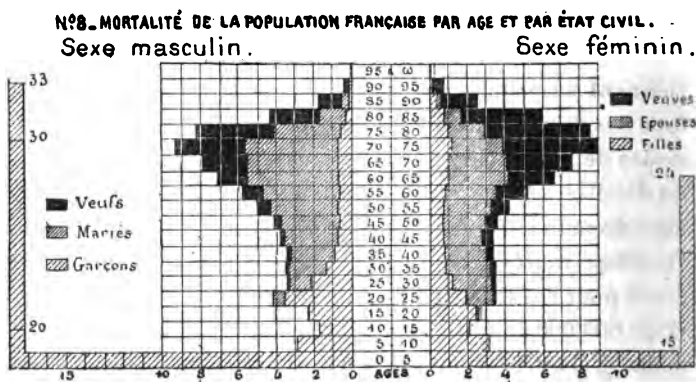 Nº8_MORTALITÉ DE LA POPULATION FRANÇAISE PAR AGE ET PAR ÉTAT CIVIL.
Sexe masculin. Sexe féminin.
33
30
20
Veufs
Mariés
Garçons
Veuves
Epouses
Filles
24
15
95 à ω
90 95
85 90
80 85
75 80
70 75
65 70
60 65
55 60
50 55
45 50
40 45
35 40
30 35
25 30
20 25
15 20
10 15
5 10
0 5
15 10 8 6 4 2 0 AGES 0 2 4 6 8 10